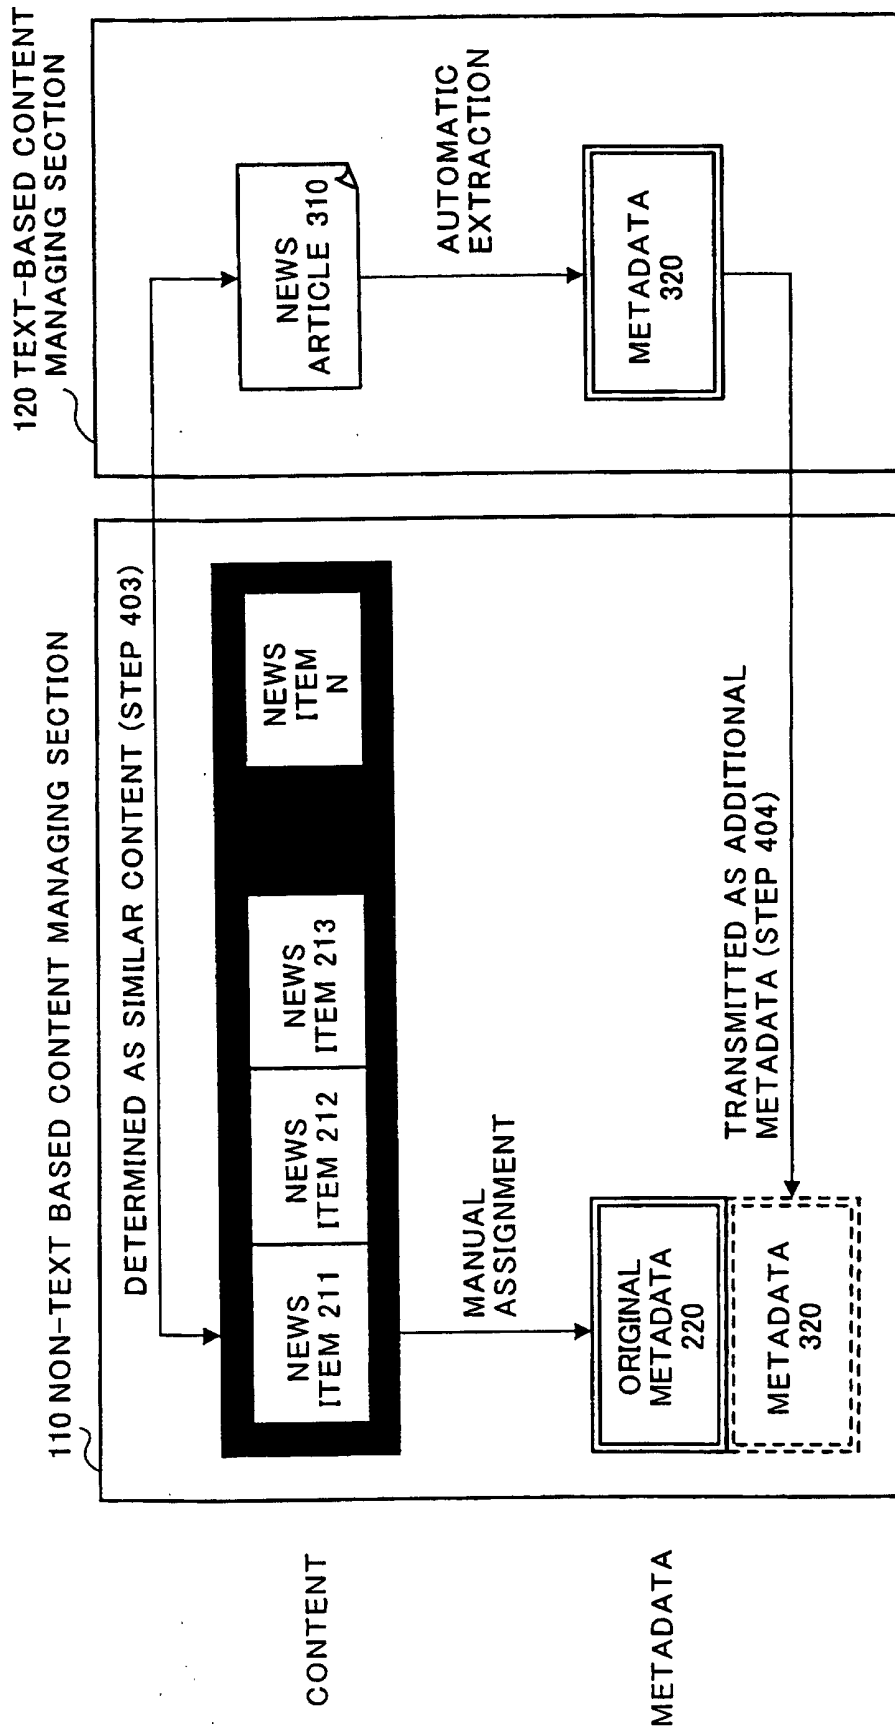 110 NON-TEXT BASED CONTENT MANAGING SECTION
120 TEXT-BASED CONTENT
MANAGING SECTION
DETERMINED AS SIMILAR CONTENT (STEP 403)
CONTENT
NEWS
ITEM 211
NEWS
ITEM 212
NEWS
ITEM 213
NEWS
ITEM
N
NEWS
ARTICLE 310
MANUAL
ASSIGNMENT
AUTOMATIC
EXTRACTION
METADATA
ORIGINAL
METADATA
220
METADATA
320
TRANSMITTED AS ADDITIONAL
METADATA (STEP 404)
METADATA
320